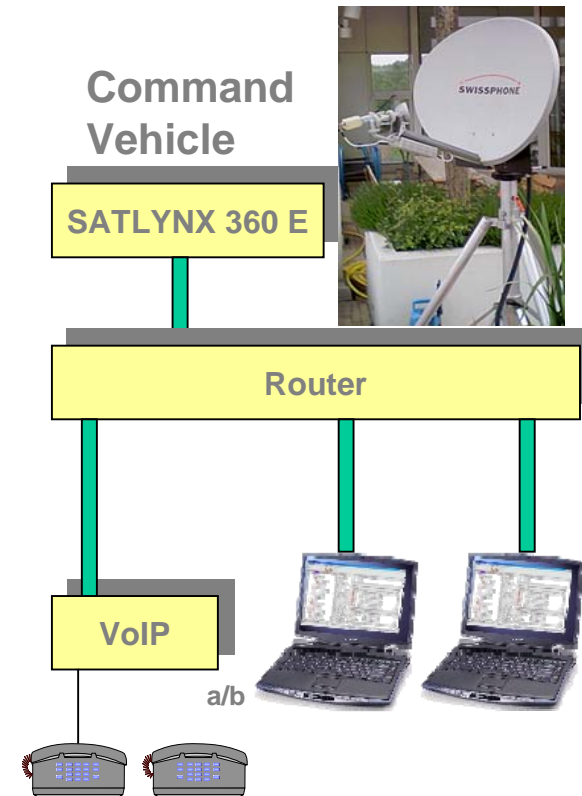 Command
Vehicle
SWISSPHONE
SATLYNX 360 E
Router
VoIP
a/b